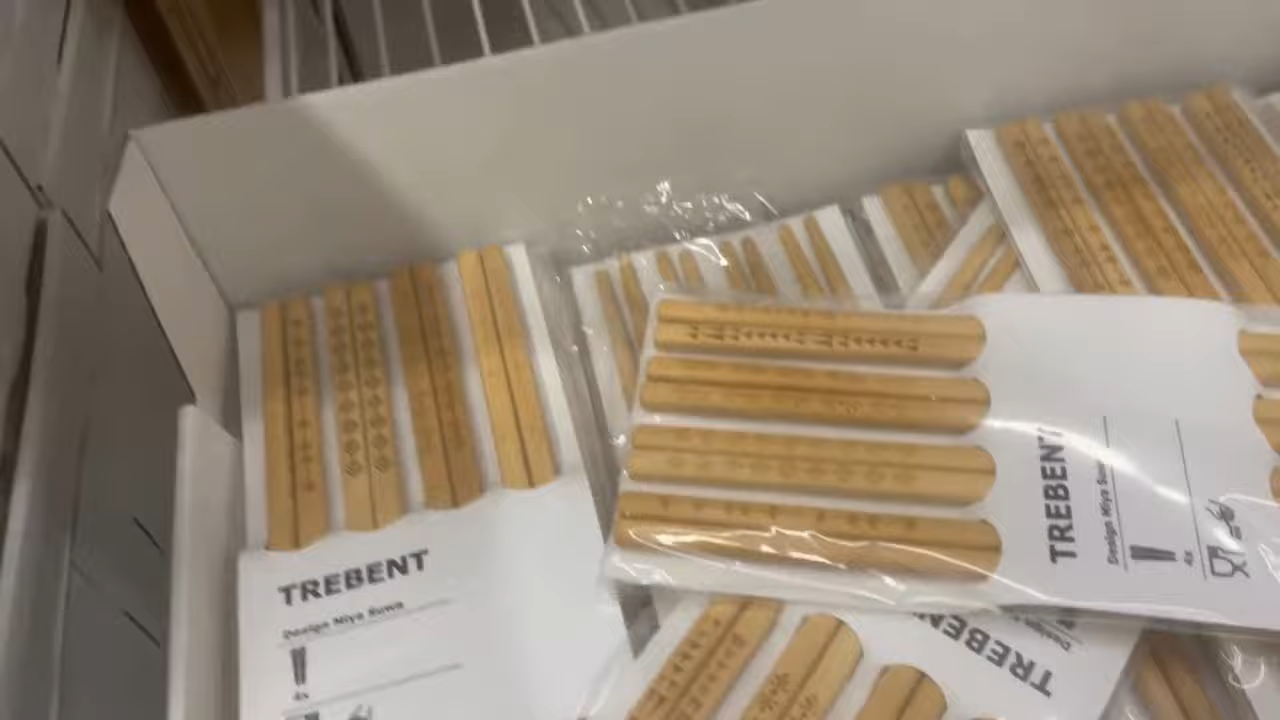 TREBENT
Design Miya Suwa
4x
TREBENT
Design Miya Suwa
4x
TREBENT